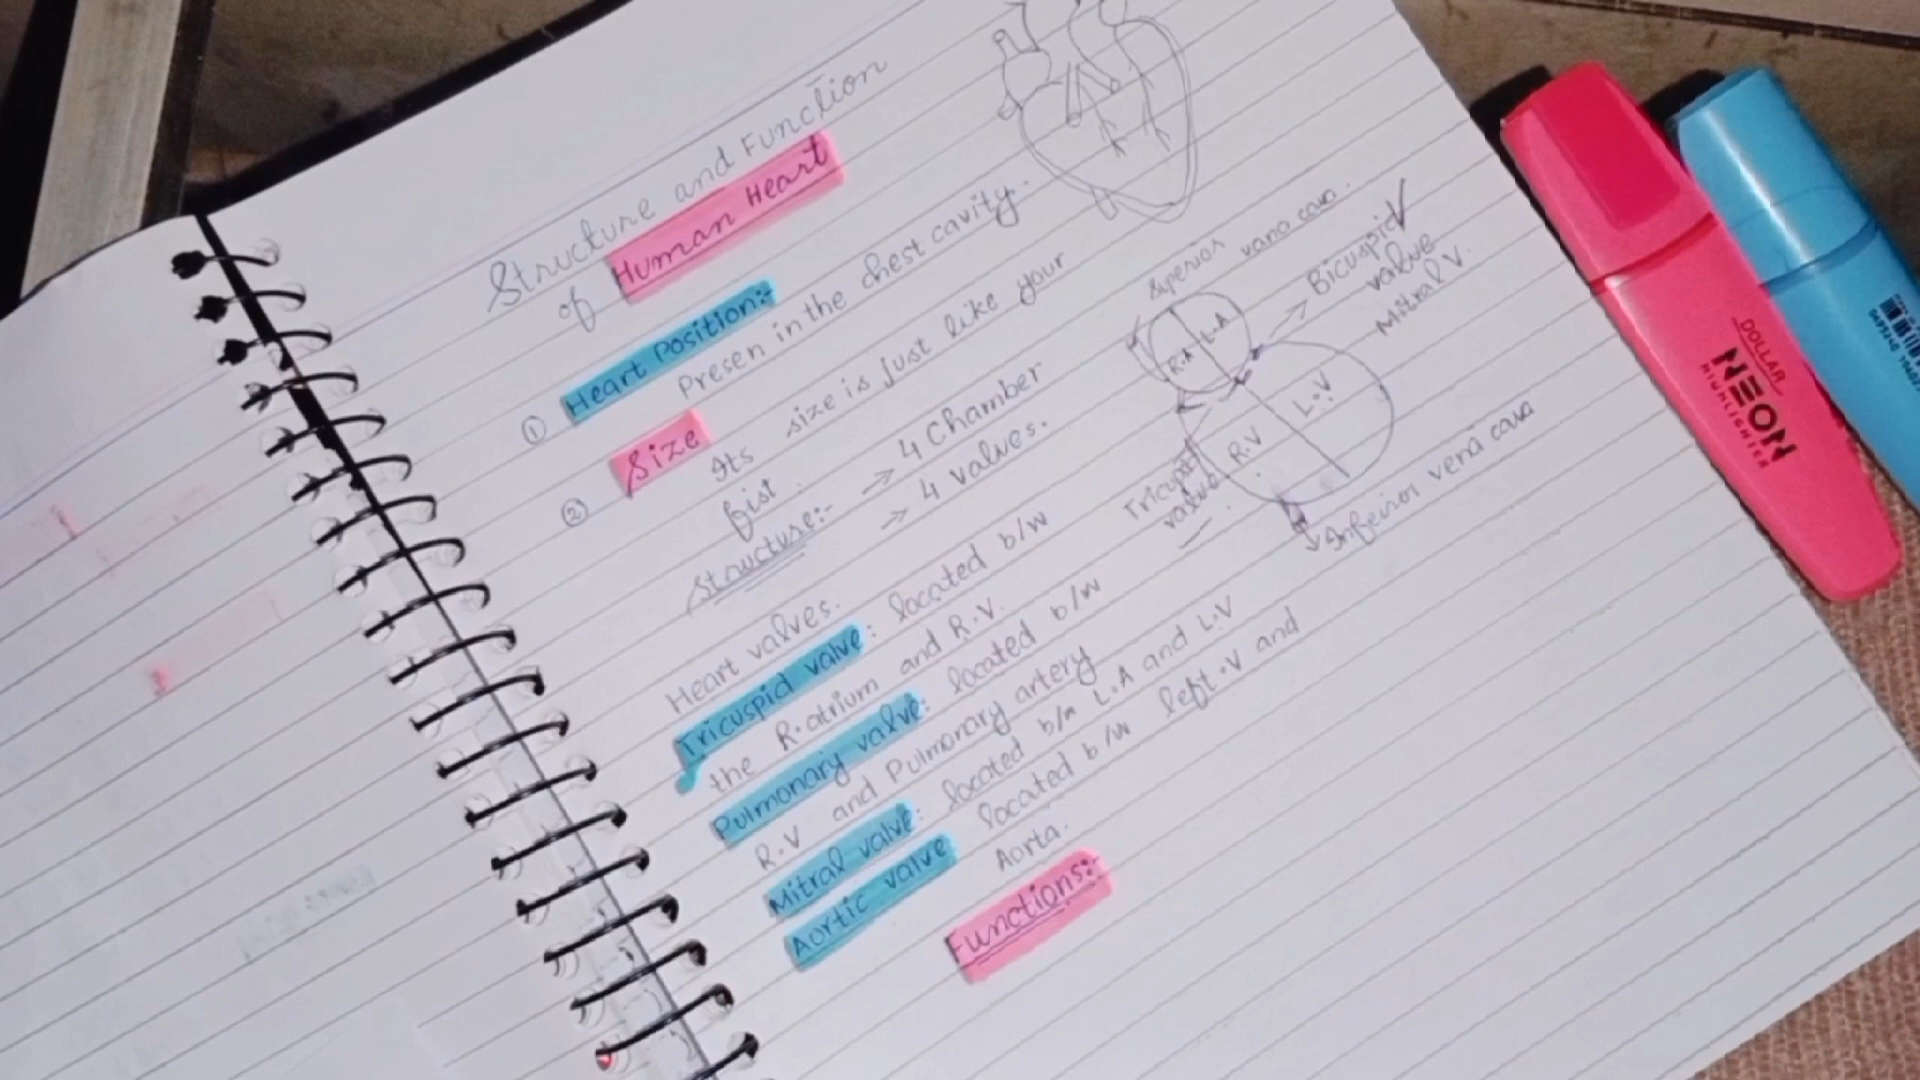 Structure and Function
of Human Heart
① Heart Position:-
Presen in the chest cavity.
② Size
Its size is just like your
fist.
Structure:- → 4 Chamber
→ 4 valves.
Heart valves.
Tricuspid valve: located b/w
the R.atrium and R.V.
Pulmonary valve: located b/w
R.V and Pulmonary artery
Mitral valve: located b/n L.A and L.V
Aortic valve located b/w left.V and
Aorta.
Functions:-
Superior vana cava.
R.A L.A
→ Bicuspid
valve
Mitral V.
R.V L.V
Tricuspid
valve
Inferior vena cava
DOLLAR
NEON
HIGHLIGHTER